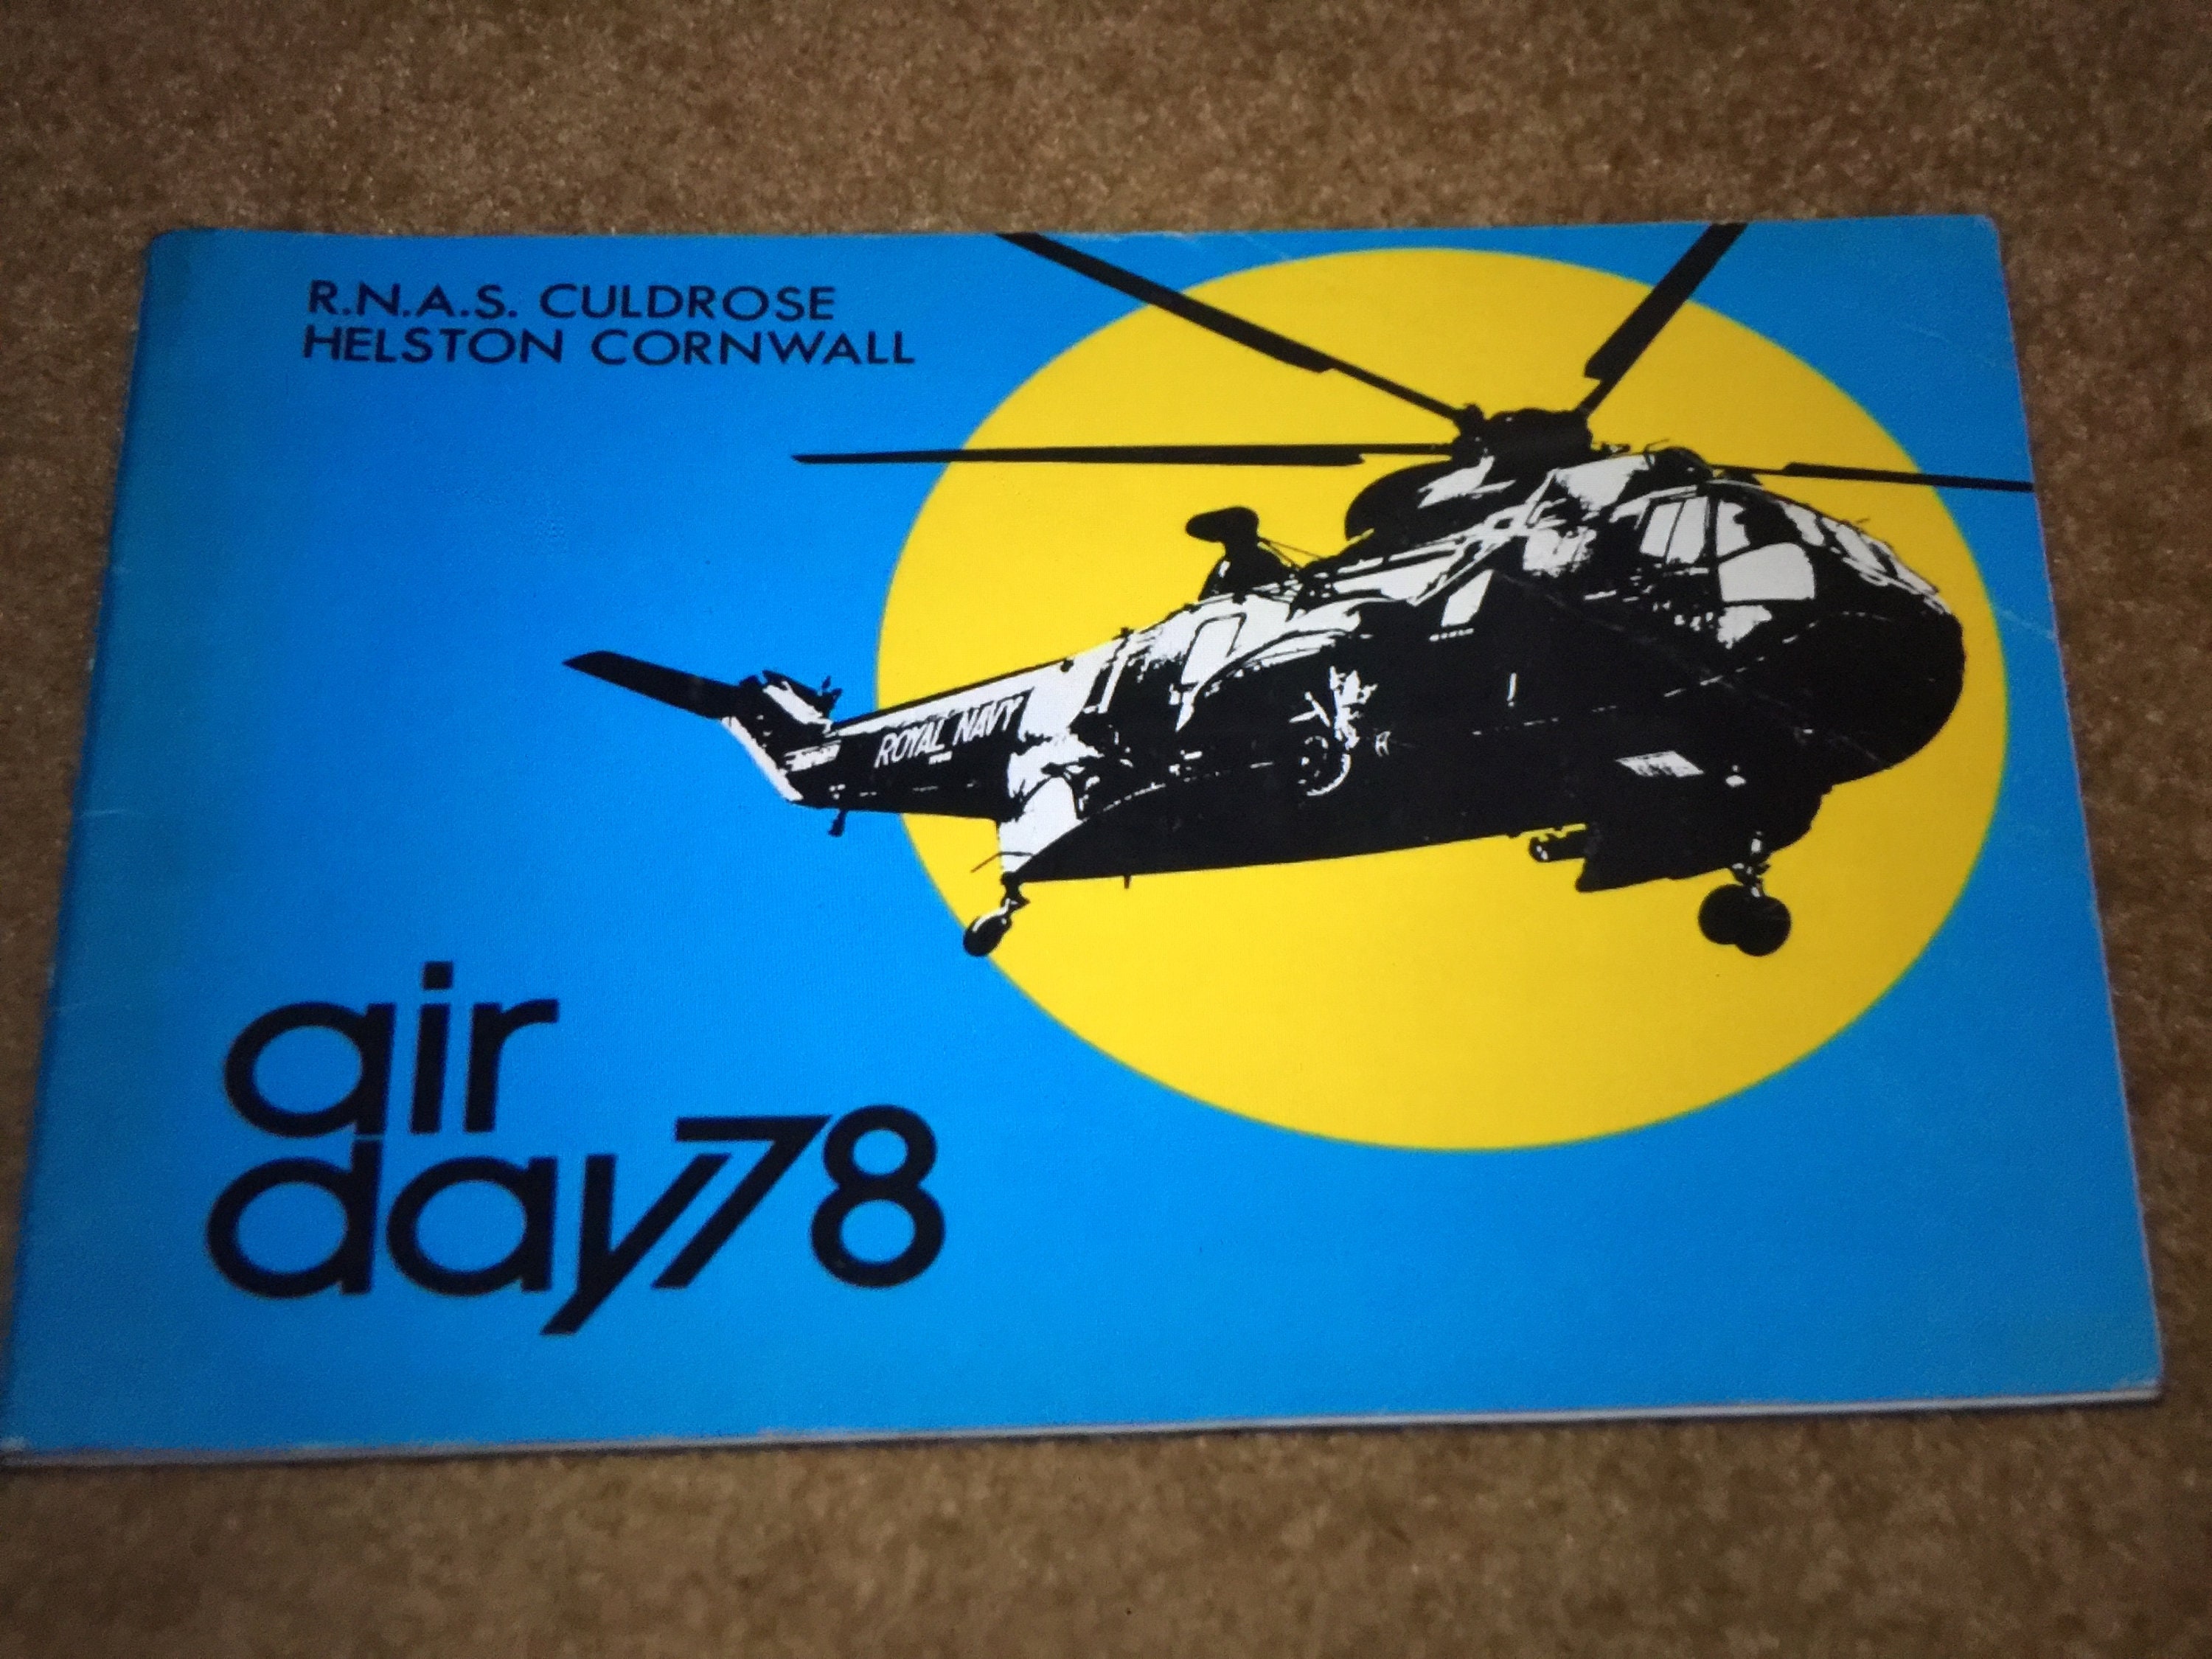 R.N.A.S. CULDROSE
HELSTON CORNWALL
ROYAL NAVY
air
day78